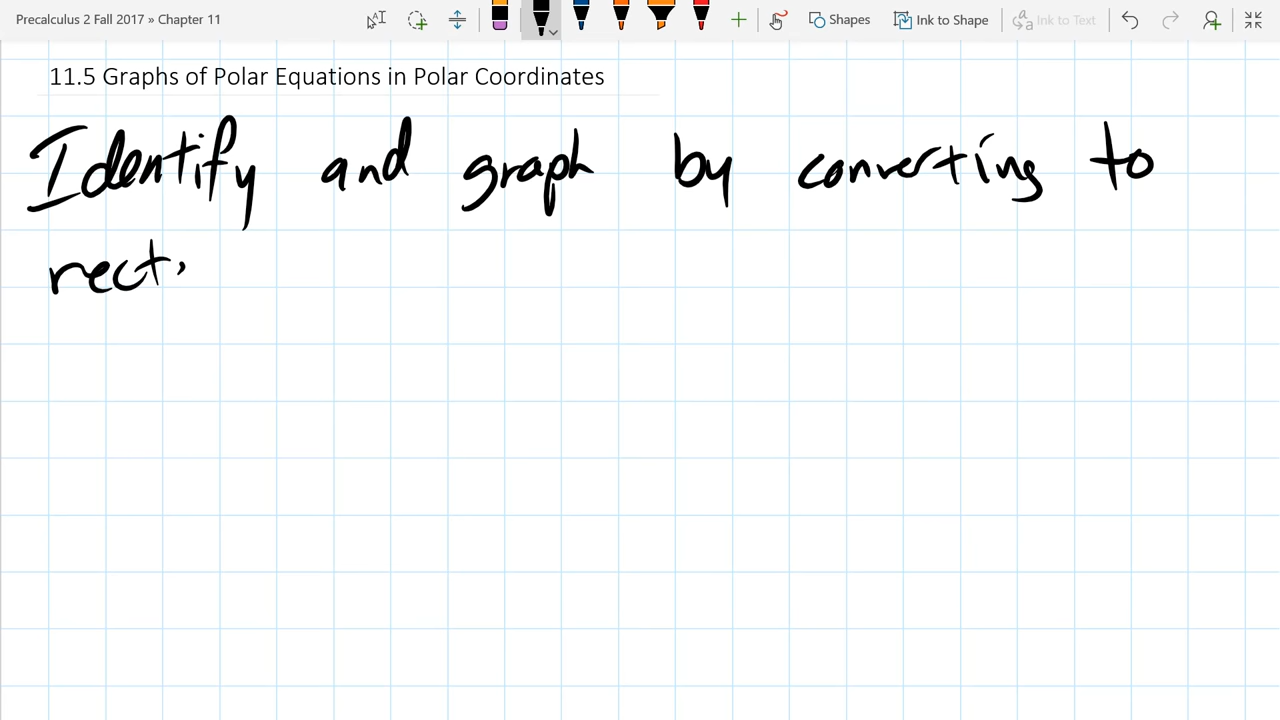 Precalculus 2 Fall 2017 » Chapter 11
Shapes
Ink to Shape
Ink to Text
11.5 Graphs of Polar Equations in Polar Coordinates
Identify and graph by converting to
rect,